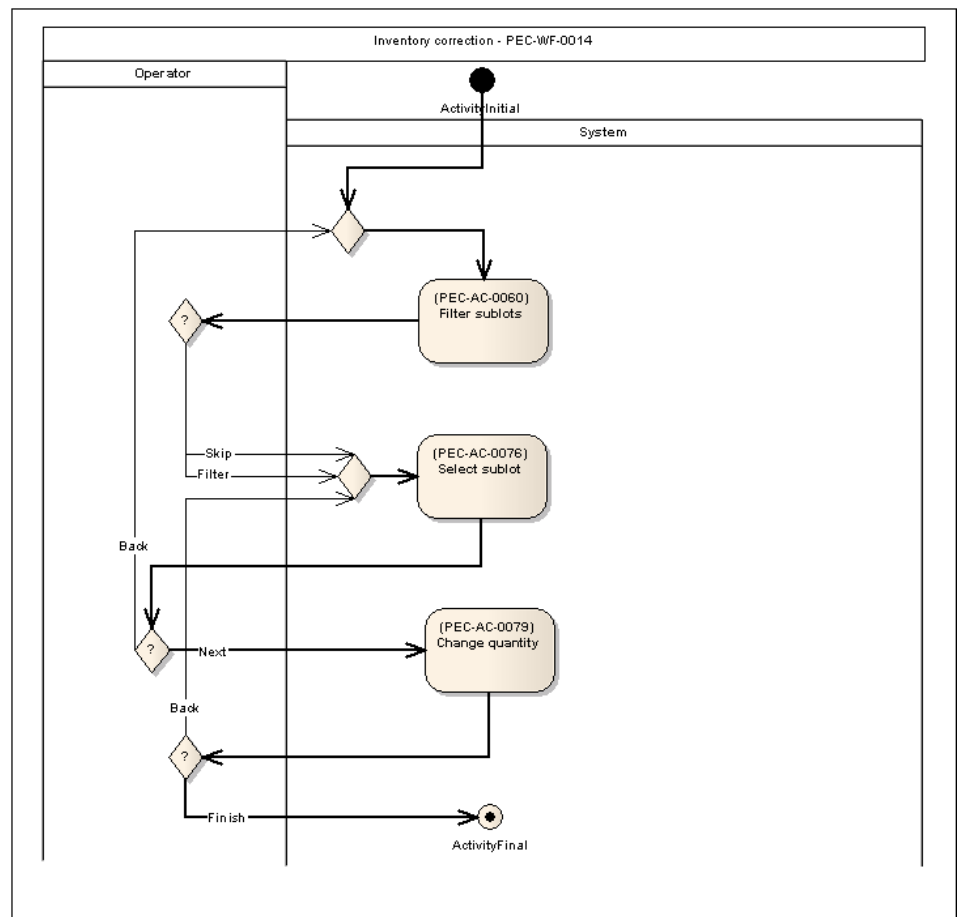 Inventory correction - PEC-WF-0014
Operator
ActivityInitial
System
(PEC-AC-0060)
Filter sublots
?
Skip
(PEC-AC-0076)
Select sublot
Filter
Back
(PEC-AC-0079)
Change quantity
?
Next
Back
?
Finish
ActivityFinal